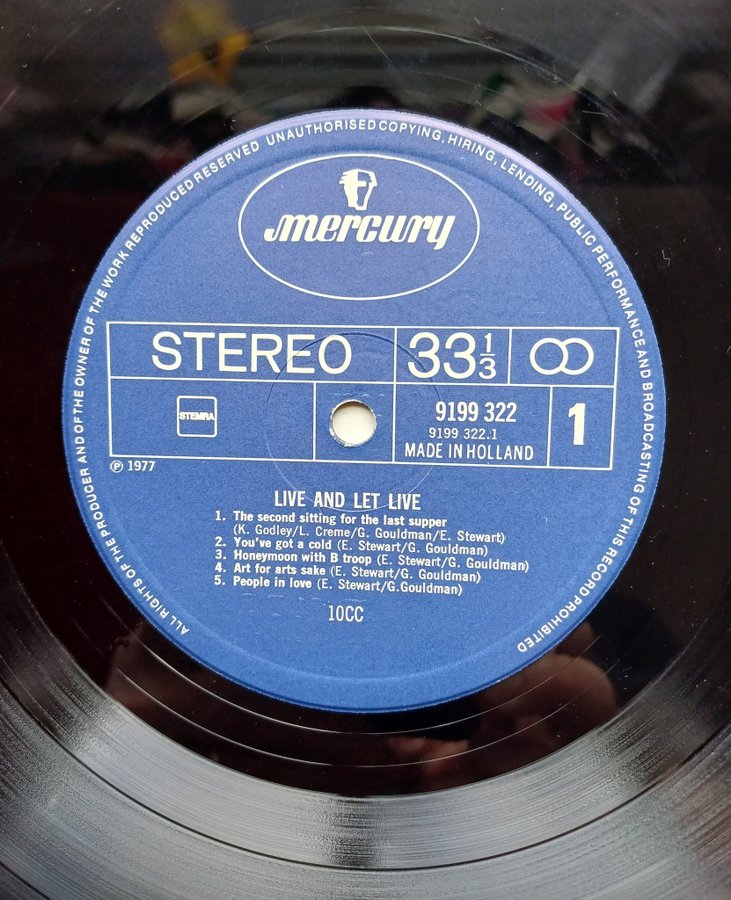 ALL RIGHTS OF THE PRODUCER AND OF THE OWNER OF THE WORK REPRODUCED RESERVED UNAUTHORISED COPYING, HIRING, LENDING, PUBLIC PERFORMANCE AND BROADCASTING OF THIS RECORD PROHIBITED
mercury
STEREO 33 1/3
STEMRA 9199 322 1
9199 322.1
MADE IN HOLLAND
Ⓟ 1977
LIVE AND LET LIVE
1. The second sitting for the last supper
(K. Godley/L. Creme/G. Gouldman/E. Stewart)
2. You've got a cold (E. Stewart/G. Gouldman)
3. Honeymoon with B troop (E. Stewart/G. Gouldman)
4. Art for arts sake (E. Stewart/G. Gouldman)
5. People in love (E. Stewart/G.Gouldman)
10CC